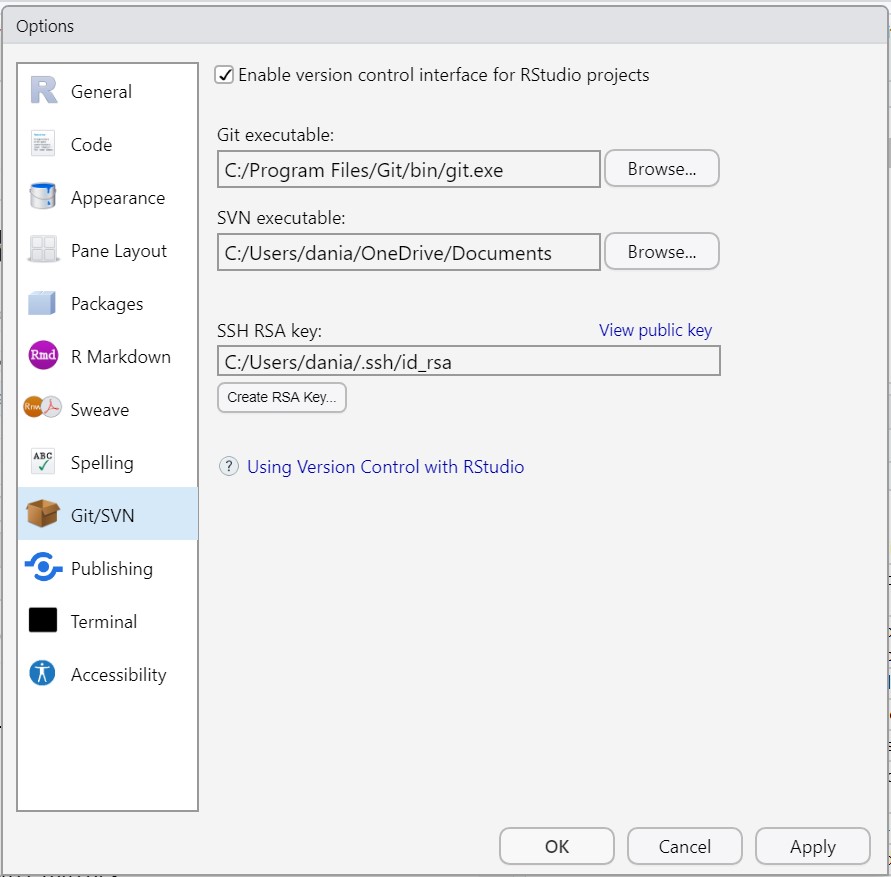 Options
General
Code
Appearance
Pane Layout
Packages
Rmd
R Markdown
Rnw
Sweave
ABC
Spelling
Git/SVN
Publishing
Terminal
Accessibility
Enable version control interface for RStudio projects
Git executable:
C:/Program Files/Git/bin/git.exe
Browse...
SVN executable:
C:/Users/dania/OneDrive/Documents
Browse...
SSH RSA key:
View public key
C:/Users/dania/.ssh/id_rsa
Create RSA Key...
? Using Version Control with RStudio
OK
Cancel
Apply